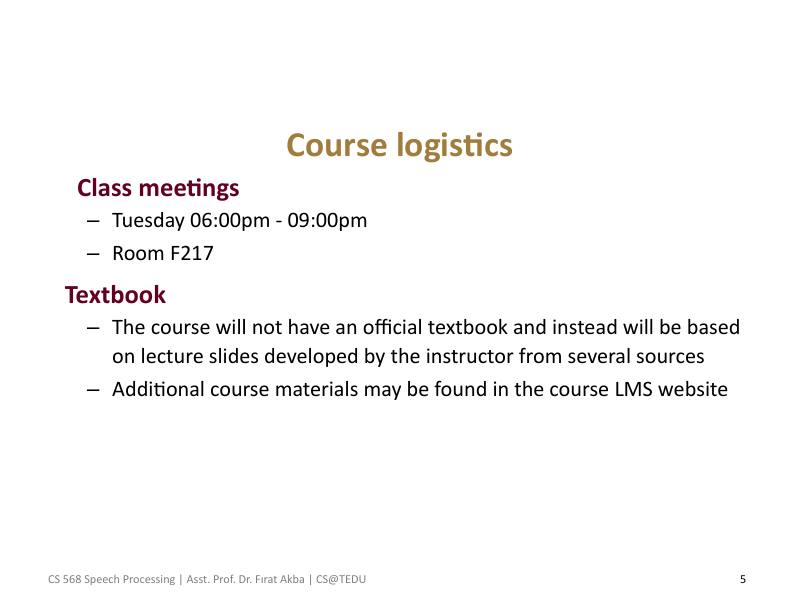 Course logistics
Class meetings
– Tuesday 06:00pm - 09:00pm
– Room F217
Textbook
– The course will not have an official textbook and instead will be based
on lecture slides developed by the instructor from several sources
– Additional course materials may be found in the course LMS website
CS 568 Speech Processing | Asst. Prof. Dr. Fırat Akba | CS@TEDU
5